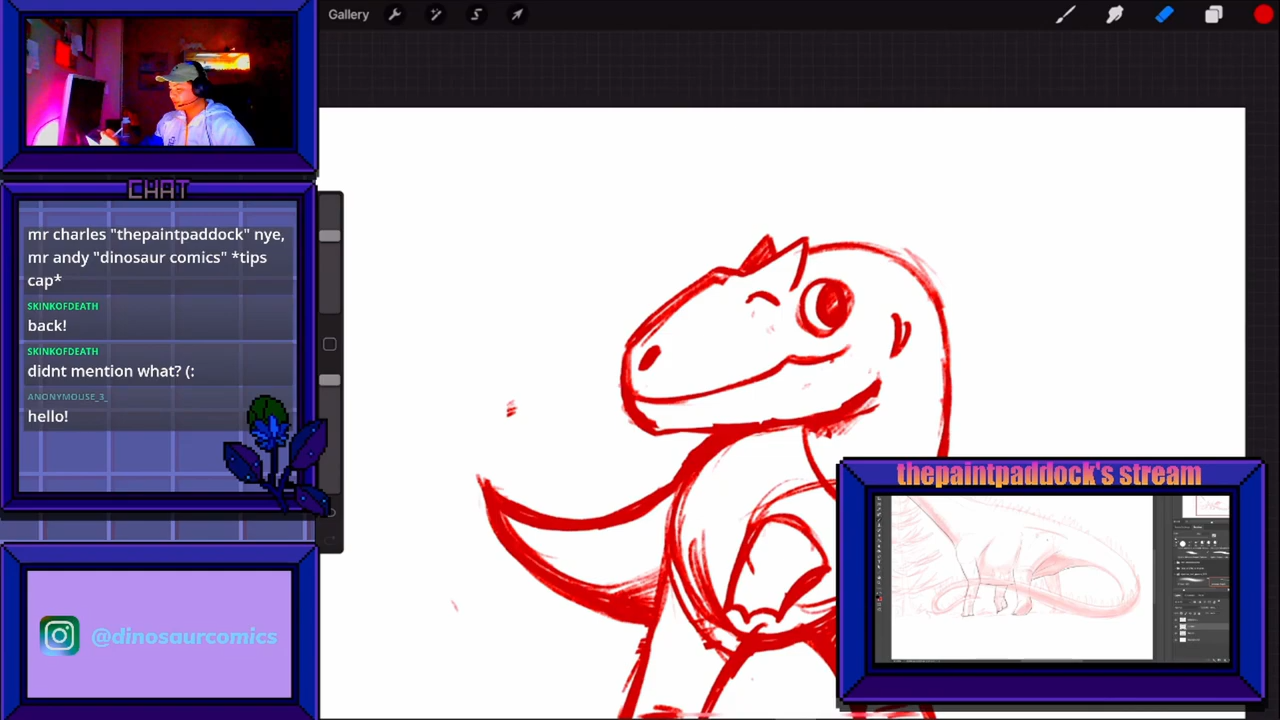 Gallery
CHAT
mr charles "thepaintpaddock" nye,
mr andy "dinosaur comics" *tips
cap*
SKINKOFDEATH
back!
SKINKOFDEATH
didnt mention what? (:
ANONYMOUSE_3_
hello!
@dinosaurcomics
thepaintpaddock's stream